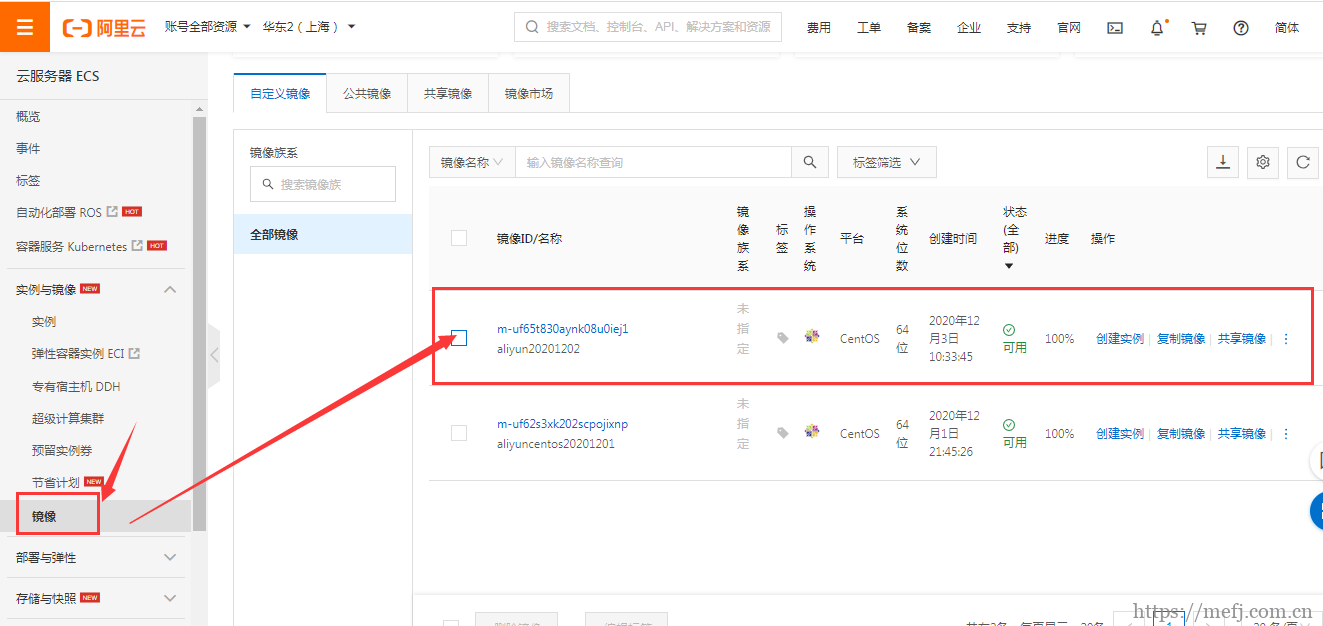 阿里云
账号全部资源
华东2（上海）
搜索文档、控制台、API、解决方案和资源
费用
工单
备案
企业
支持
官网
简体
云服务器 ECS
概览
事件
标签
自动化部署 ROS HOT
容器服务 Kubernetes HOT
实例与镜像 NEW
实例
弹性容器实例 ECI
专有宿主机 DDH
超级计算集群
预留实例券
节省计划 NEW
镜像
部署与弹性
存储与快照 NEW
自定义镜像
公共镜像
共享镜像
镜像市场
镜像族系
搜索镜像族
全部镜像
镜像名称
输入镜像名称查询
标签筛选
镜像ID/名称
镜像族系
标签
操作系统
平台
系统位数
创建时间
状态(全部)
进度
操作
m-uf65t830aynk08u0iej1
aliyun20201202
未指定
CentOS
64位
2020年12月3日
10:33:45
可用
100%
创建实例
复制镜像
共享镜像
m-uf62s3xk202scpojixnp
aliyuncentos20201201
未指定
CentOS
64位
2020年12月1日
21:45:26
可用
100%
创建实例
复制镜像
共享镜像
https://mefj.com.cn